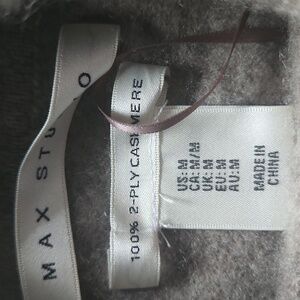 MAX STUDIO
100% 2-PLY CASHMERE
US: M
CA: M/M
UK: M
EU: M
AU: M
MADE IN
CHINA